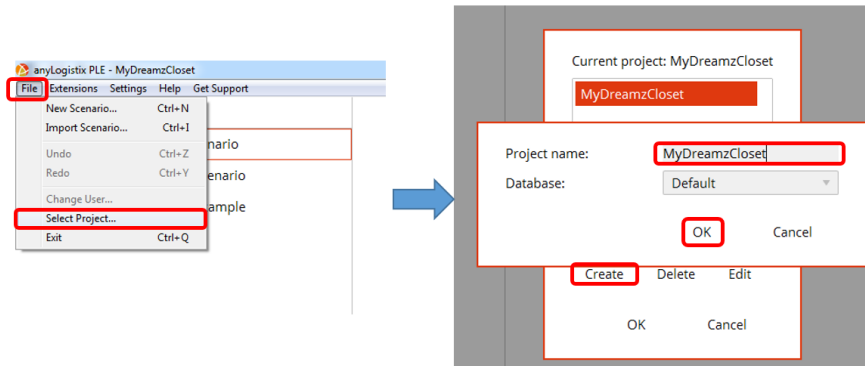 anyLogistix PLE - MyDreamzCloset
File Extensions Settings Help Get Support
New Scenario... Ctrl+N
Import Scenario... Ctrl+I
Undo Ctrl+Z
Redo Ctrl+Y
Change User...
Select Project...
Exit Ctrl+Q
nario
enario
ample
Current project: MyDreamzCloset
MyDreamzCloset
Project name: MyDreamzCloset
Database: Default
OK Cancel
Create Delete Edit
OK Cancel